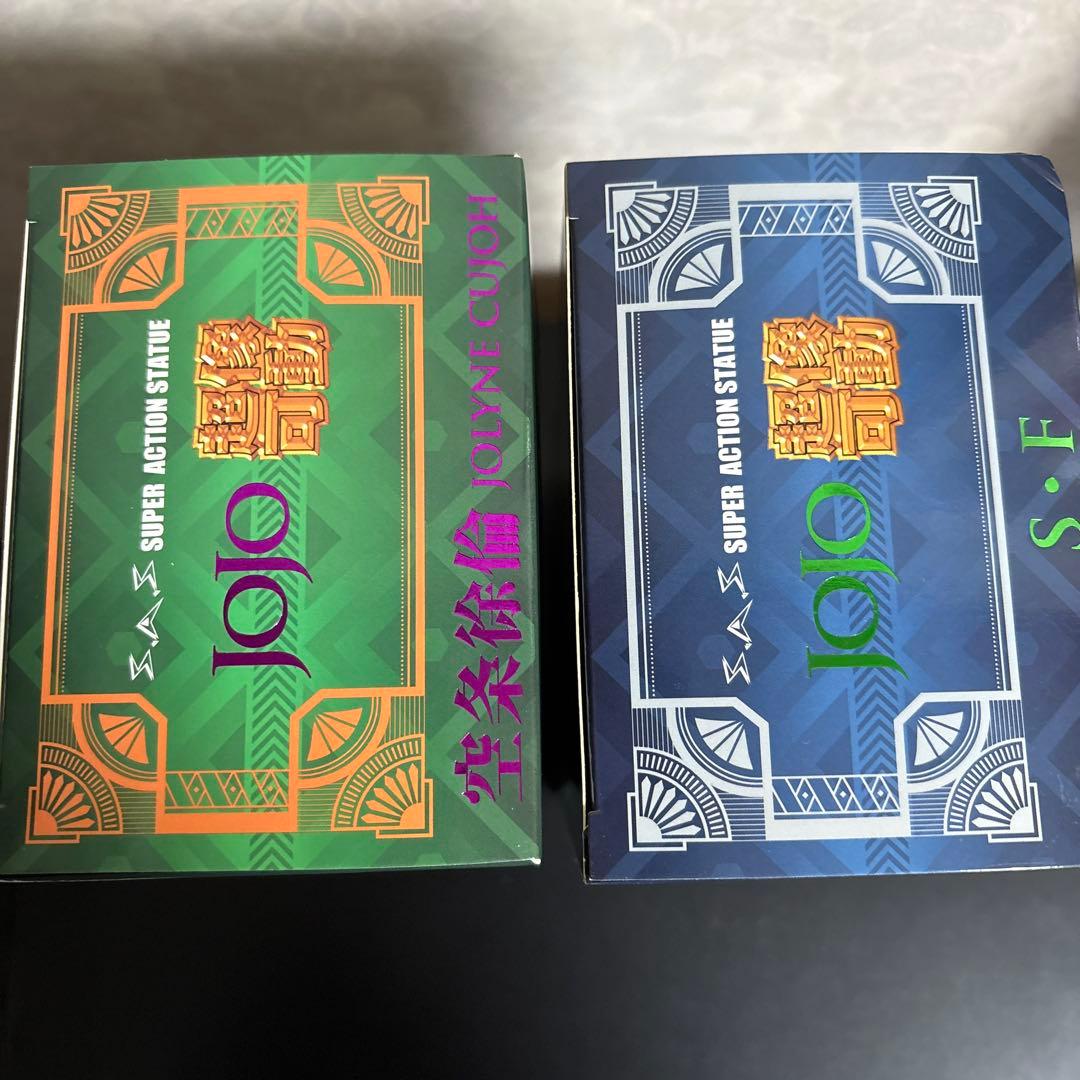 S.A.S SUPER ACTION STATUE
JoJo 超像可動
空条徐倫 JOLYNE CUJOH
S.A.S SUPER ACTION STATUE
JoJo 超像可動
S・F